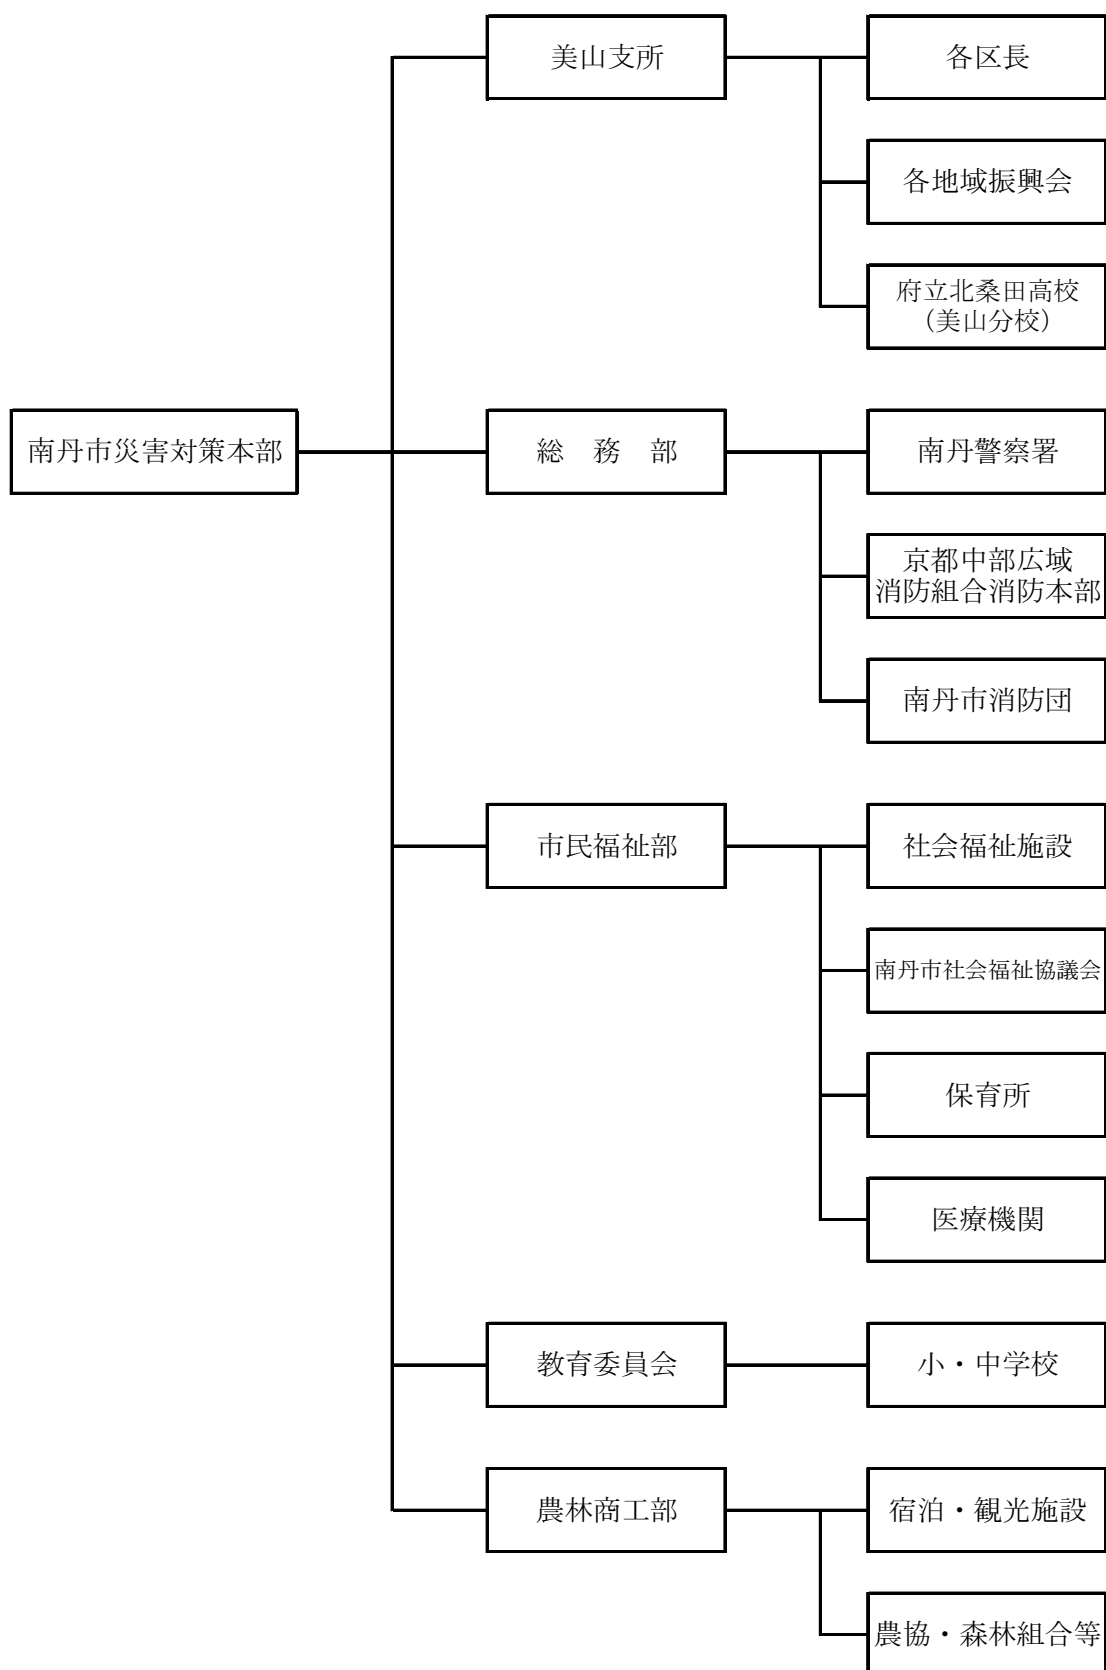 美山支所
各区長
各地域振興会
府立北桑田高校
（美山分校）
南丹市災害対策本部
総　務　部
南丹警察署
京都中部広域
消防組合消防本部
南丹市消防団
市民福祉部
社会福祉施設
南丹市社会福祉協議会
保育所
医療機関
教育委員会
小・中学校
農林商工部
宿泊・観光施設
農協・森林組合等